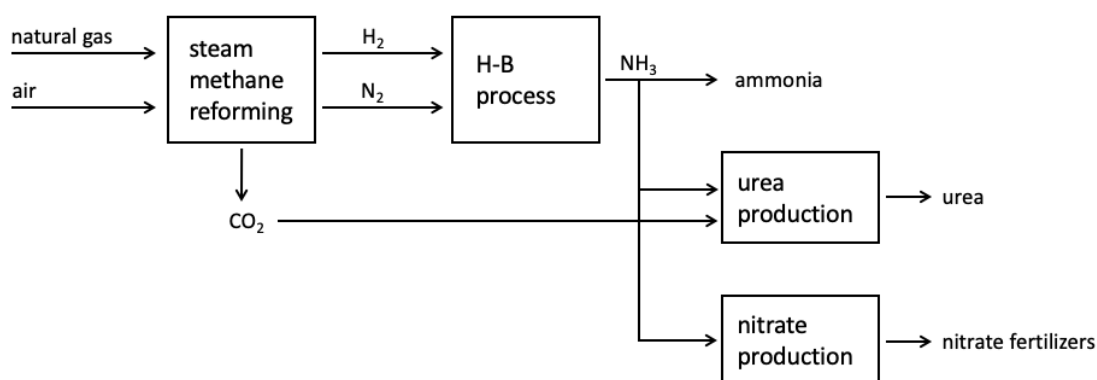 natural gas
air
steam
methane
reforming
H₂
N₂
H-B
process
NH₃
ammonia
CO₂
urea
production
urea
nitrate
production
nitrate fertilizers